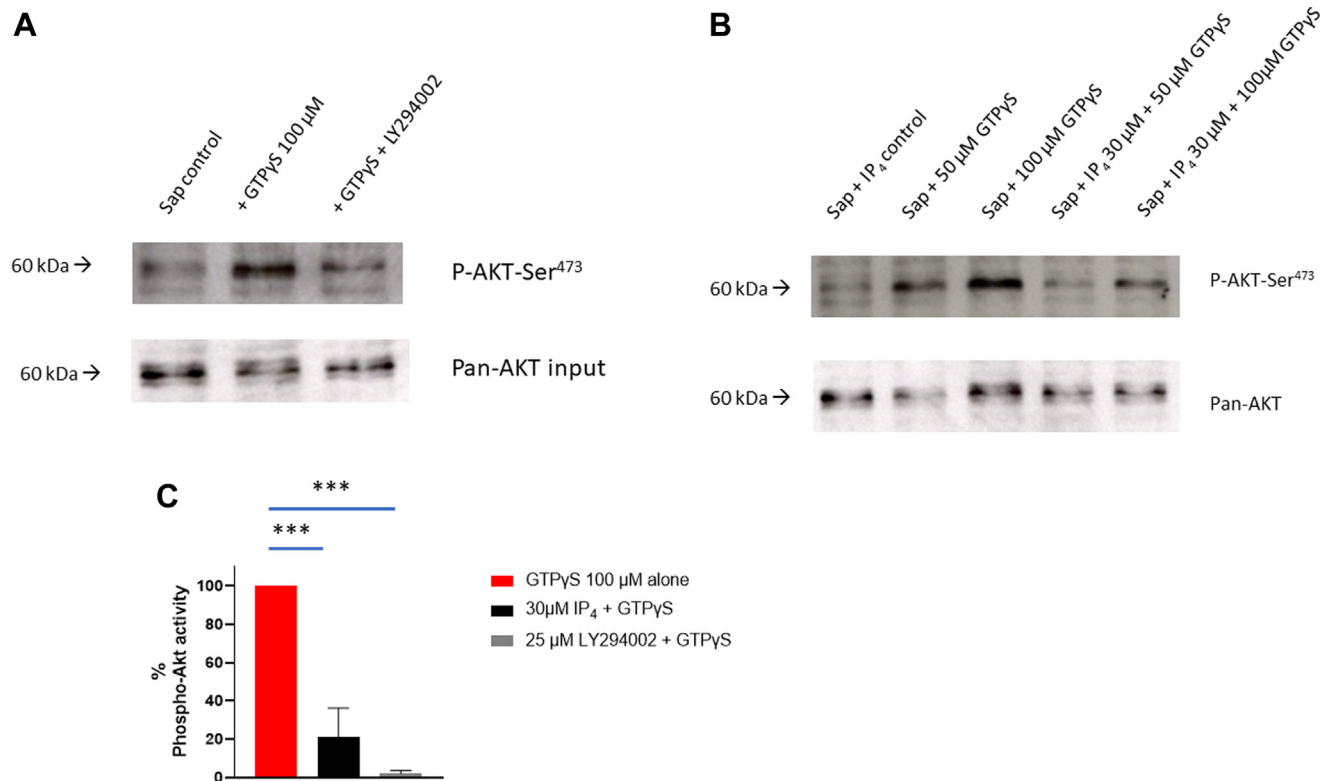 A
Sap control
+ GTPγS 100 µM
+ GTPγS + LY294002
60 kDa →
P-AKT-Ser⁴⁷³
60 kDa →
Pan-AKT input
B
Sap + IP₄ control
Sap + 50 µM GTPγS
Sap + 100 µM GTPγS
Sap + IP₄ 30 µM + 50 µM GTPγS
Sap + IP₄ 30 µM + 100µM GTPγS
60 kDa →
P-AKT-Ser⁴⁷³
60 kDa →
Pan-AKT
C
***
***
%
Phospho-Akt activity
100
80
60
40
20
0
GTPγS 100 µM alone
30µM IP₄ + GTPγS
25 µM LY294002 + GTPγS